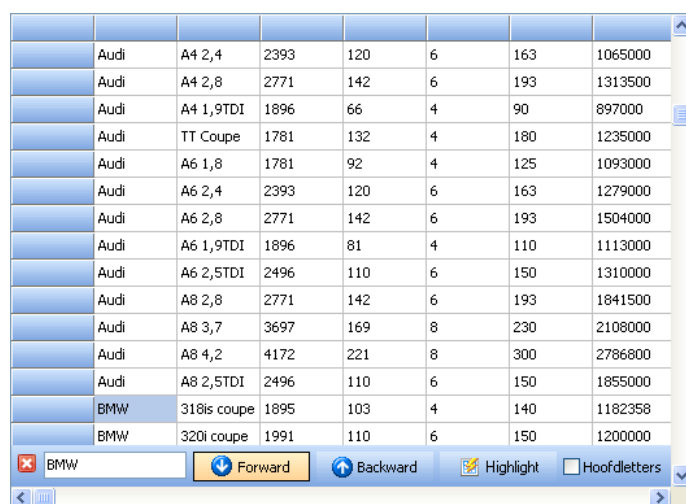 Audi A4 2,4 2393 120 6 163 1065000
Audi A4 2,8 2771 142 6 193 1313500
Audi A4 1,9TDI 1896 66 4 90 897000
Audi TT Coupe 1781 132 4 180 1235000
Audi A6 1,8 1781 92 4 125 1093000
Audi A6 2,4 2393 120 6 163 1279000
Audi A6 2,8 2771 142 6 193 1504000
Audi A6 1,9TDI 1896 81 4 110 1113000
Audi A6 2,5TDI 2496 110 6 150 1310000
Audi A8 2,8 2771 142 6 193 1841500
Audi A8 3,7 3697 169 8 230 2108000
Audi A8 4,2 4172 221 8 300 2786800
Audi A8 2,5TDI 2496 110 6 150 1855000
BMW 318is coupe 1895 103 4 140 1182358
BMW 320i coupe 1991 110 6 150 1200000
BMW Forward Backward Highlight Hoofdletters